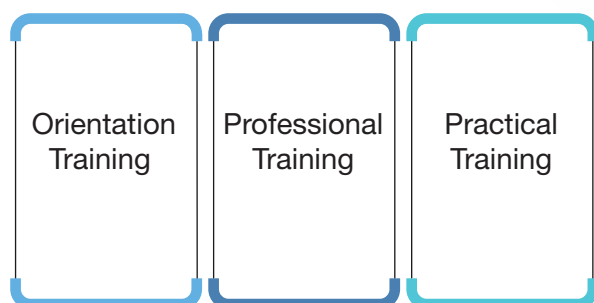 Orientation
Training
Professional
Training
Practical
Training